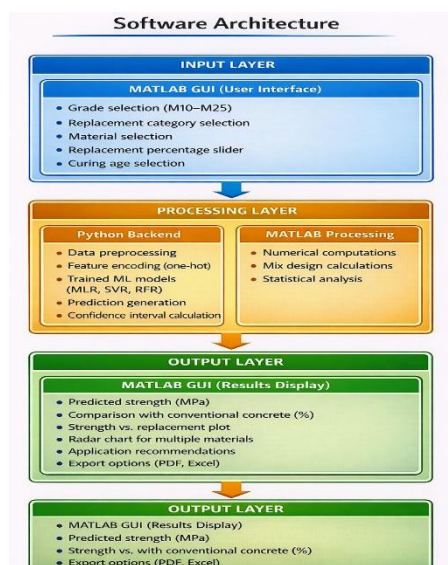 Software Architecture
INPUT LAYER
MATLAB GUI (User Interface)
• Grade selection (M10–M25)
• Replacement category selection
• Material selection
• Replacement percentage slider
• Curing age selection
PROCESSING LAYER
Python Backend
• Data preprocessing
• Feature encoding (one-hot)
• Trained ML models
(MLR, SVR, RFR)
• Prediction generation
• Confidence interval calculation
MATLAB Processing
• Numerical computations
• Mix design calculations
• Statistical analysis
OUTPUT LAYER
MATLAB GUI (Results Display)
• Predicted strength (MPa)
• Comparison with conventional concrete (%)
• Strength vs. replacement plot
• Radar chart for multiple materials
• Application recommendations
• Export options (PDF, Excel)
OUTPUT LAYER
• MATLAB GUI (Results Display)
• Predicted strength (MPa)
• Strength vs. with conventional concrete (%)
• Export options (PDF, Excel)